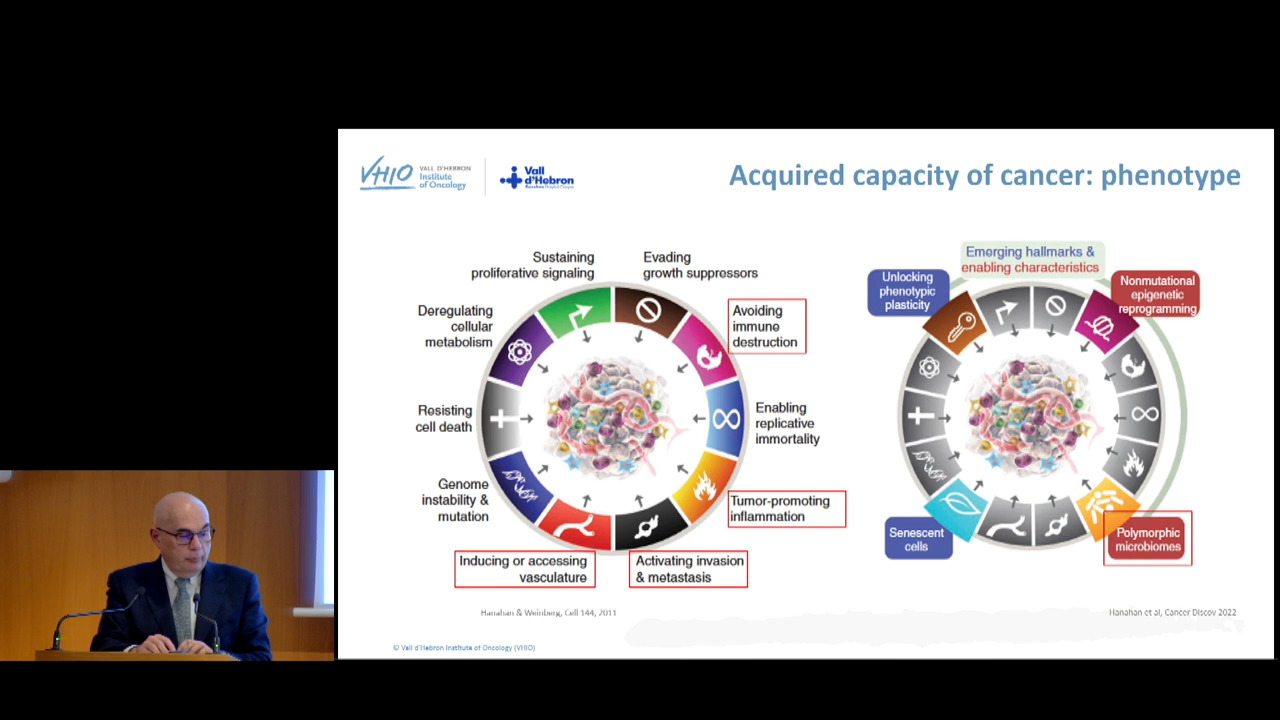 VHIO
VALL D'HEBRON
Institute
of Oncology
Vall
d'Hebron
Acquired capacity of cancer: phenotype
Sustaining
proliferative signaling
Evading
growth suppressors
Deregulating
cellular
metabolism
Avoiding
immune
destruction
Resisting
cell death
Enabling
replicative
immortality
Genome
instability &
mutation
Tumor-promoting
inflammation
Inducing or accessing
vasculature
Activating invasion
& metastasis
Hanahan & Weinberg, Cell 144, 2011
Emerging hallmarks &
enabling characteristics
Unlocking
phenotypic
plasticity
Nonmutational
epigenetic
reprogramming
Senescent
cells
Polymorphic
microbiomes
Hanahan et al, Cancer Discov 2022
© Vall d'Hebron Institute of Oncology (VHIO)